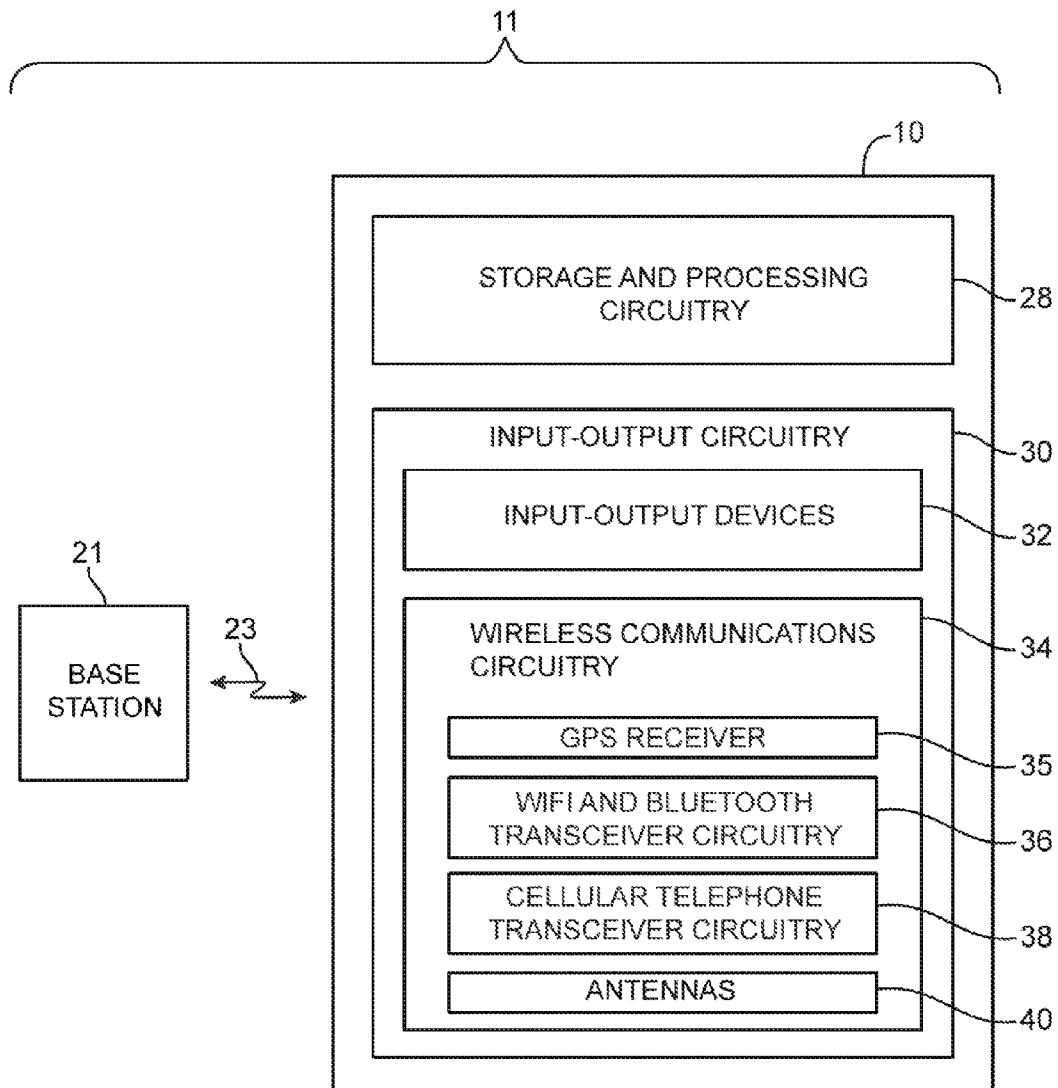 11
10
STORAGE AND PROCESSING
CIRCUITRY
28
INPUT-OUTPUT CIRCUITRY
30
INPUT-OUTPUT DEVICES
32
21
BASE
STATION
23
WIRELESS COMMUNICATIONS
CIRCUITRY
34
GPS RECEIVER
35
WIFI AND BLUETOOTH
TRANSCEIVER CIRCUITRY
36
CELLULAR TELEPHONE
TRANSCEIVER CIRCUITRY
38
ANTENNAS
40